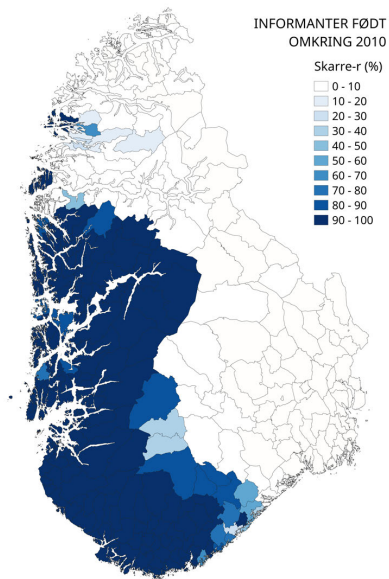 INFORMANTER FØDT
OMKRING 2010
Skarre-r (%)
0 - 10
10 - 20
20 - 30
30 - 40
40 - 50
50 - 60
60 - 70
70 - 80
80 - 90
90 - 100